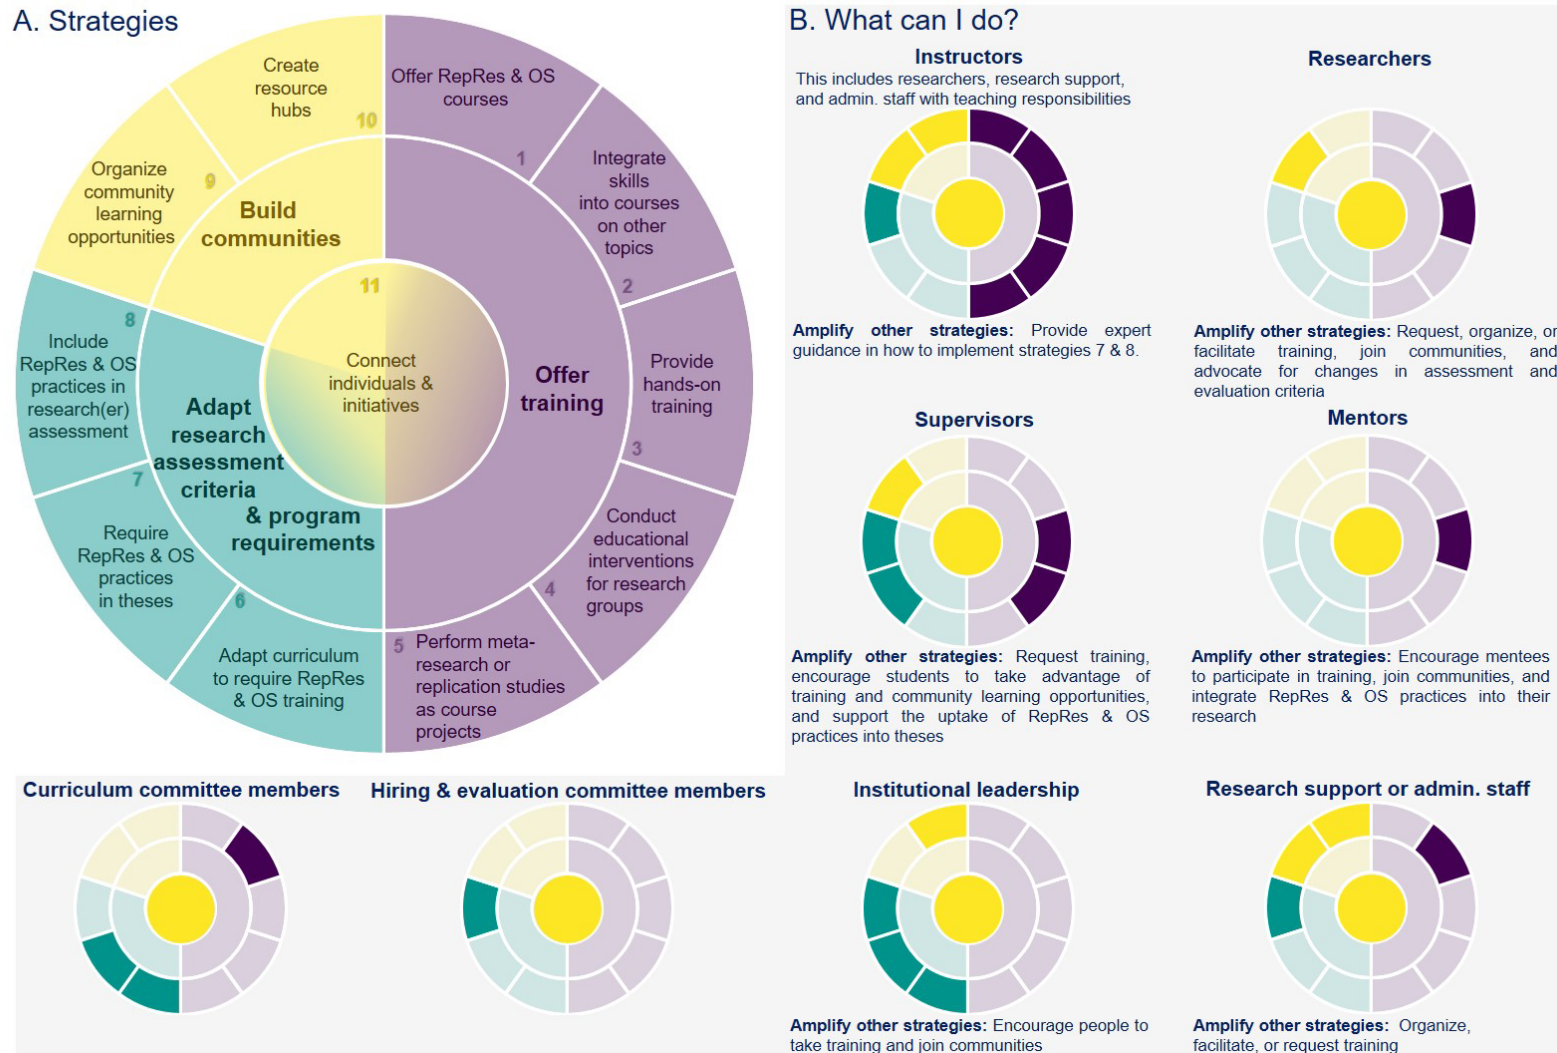 A. Strategies
Create
resource
hubs
10
Offer RepRes & OS
courses
1
Integrate
skills
into courses
on other
topics
2
Organize
community
learning
opportunities
9
Build
communities
11
Connect
individuals &
initiatives
Offer
training
Provide
hands-on
training
3
8
Include
RepRes & OS
practices in
research(er)
assessment
Adapt
research
assessment
criteria
& program
requirements
7
Require
RepRes & OS
practices
in theses
Conduct
educational
interventions
for research
groups
4
6
Adapt curriculum
to require RepRes
& OS training
5
Perform meta-
research or
replication studies
as course
projects
B. What can I do?
Instructors
This includes researchers, research support,
and admin. staff with teaching responsibilities
Amplify other strategies: Provide expert
guidance in how to implement strategies 7 & 8.
Researchers
Amplify other strategies: Request, organize, or
facilitate training, join communities, and
advocate for changes in assessment and
evaluation criteria
Supervisors
Amplify other strategies: Request training,
encourage students to take advantage of
training and community learning opportunities,
and support the uptake of RepRes & OS
practices into theses
Mentors
Amplify other strategies: Encourage mentees
to participate in training, join communities, and
integrate RepRes & OS practices into their
research
Curriculum committee members
Hiring & evaluation committee members
Institutional leadership
Amplify other strategies: Encourage people to
take training and join communities
Research support or admin. staff
Amplify other strategies: Organize,
facilitate, or request training